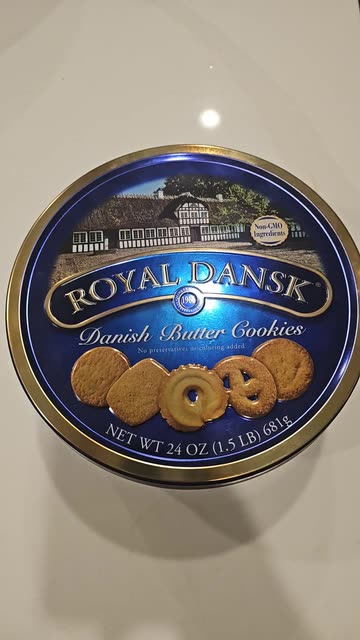 Non-GMO
Ingredients
ROYAL DANSK®
1966
Danish Butter Cookies
No preservatives or coloring added
NET WT 24 OZ (1.5 LB) 681g